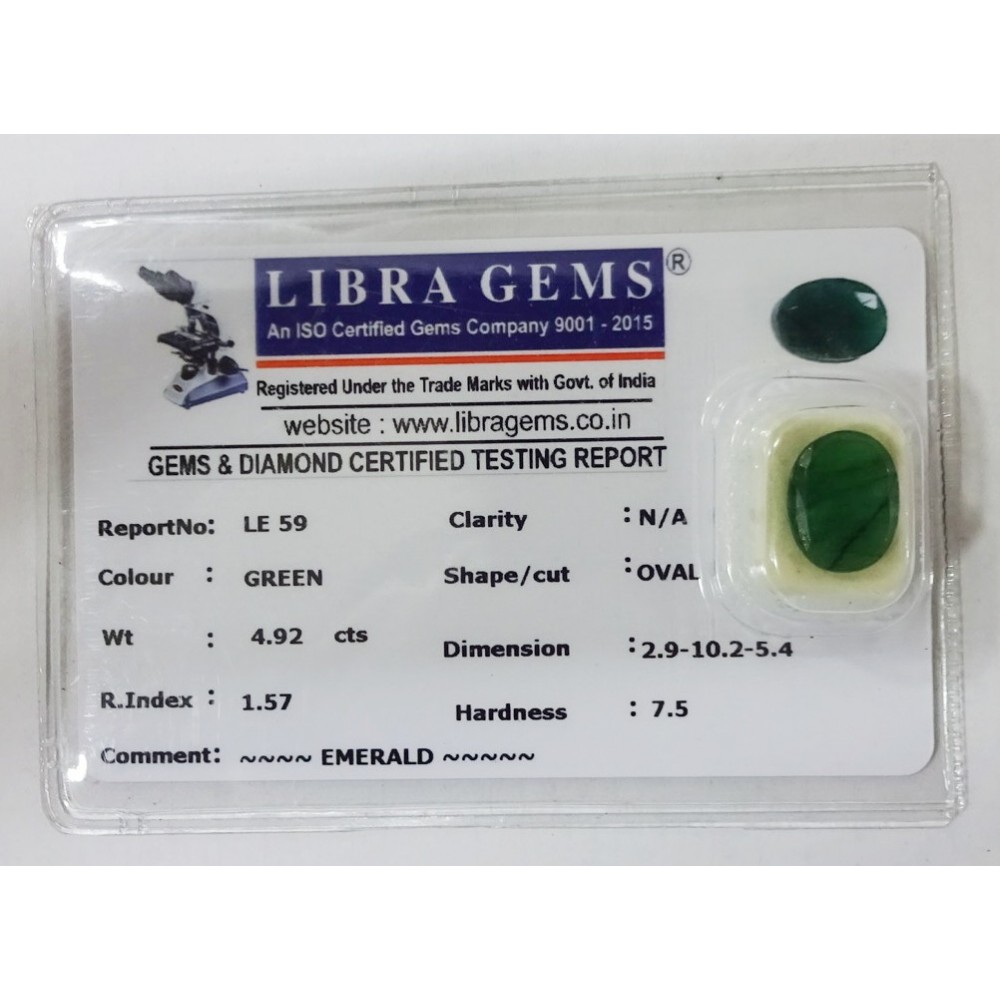 LIBRA GEMS ®
An ISO Certified Gems Company 9001 - 2015
Registered Under the Trade Marks with Govt. of India
website : www.libragems.co.in
GEMS & DIAMOND CERTIFIED TESTING REPORT
ReportNo: LE 59
Clarity : N/A
Colour : GREEN
Shape/cut : OVAL
Wt : 4.92 cts
Dimension : 2.9-10.2-5.4
R.Index : 1.57
Hardness : 7.5
Comment: ~~~~ EMERALD ~~~~~